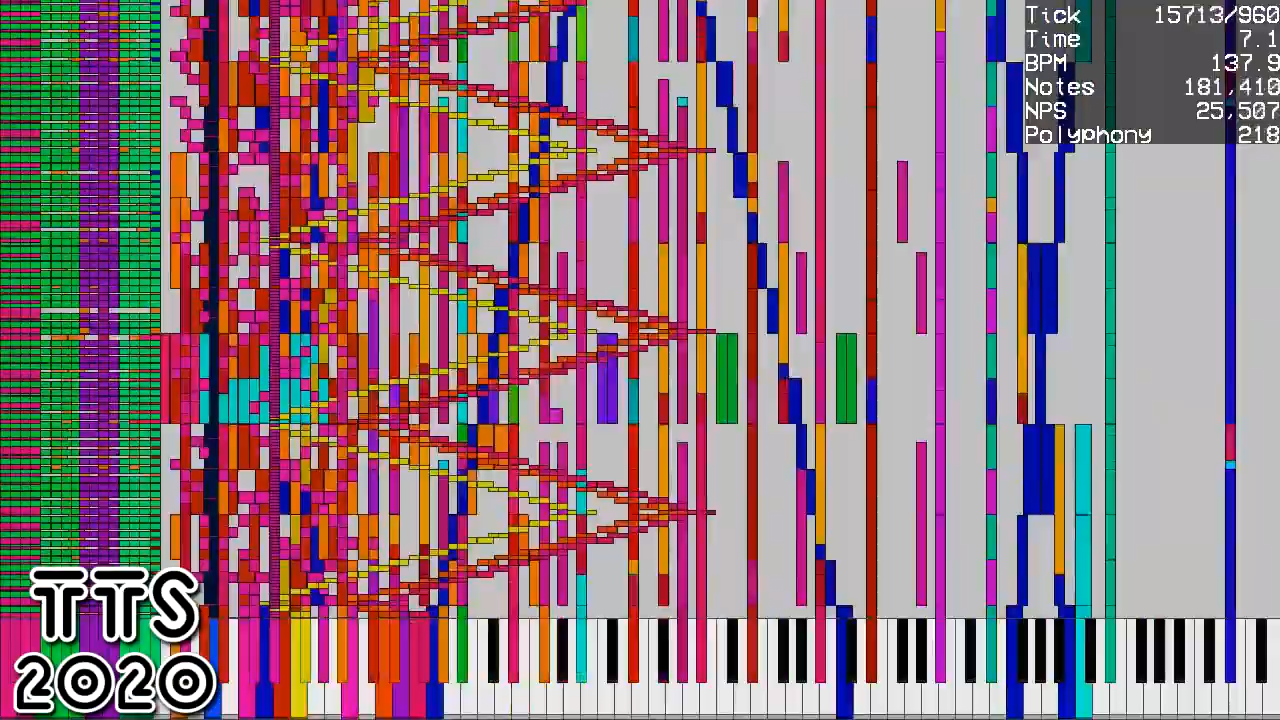 Tick 15713/960
Time 7.1
BPM 137.9
Notes 181,410
NPS 25,507
Polyphony 218
TTS
2020